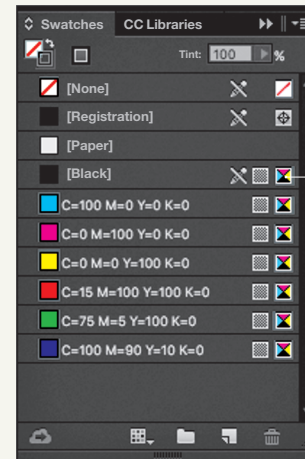 Swatches CC Libraries
Tint: 100 %
[None]
[Registration]
[Paper]
[Black]
C=100 M=0 Y=0 K=0
C=0 M=100 Y=0 K=0
C=0 M=0 Y=100 K=0
C=15 M=100 Y=100 K=0
C=75 M=5 Y=100 K=0
C=100 M=90 Y=10 K=0